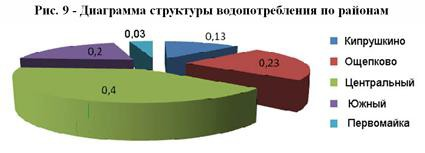 Рис. 9 - Диаграмма структуры водопотребления по районам
0,03
0,13
0,2
0,23
0,4
Кипрушкино
Ощепково
Центральный
Южный
Первомайка